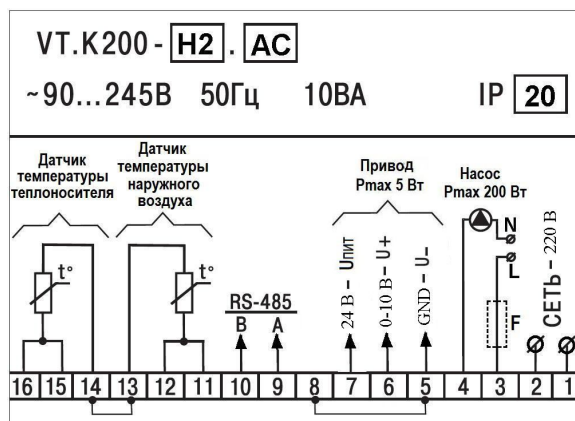 VT.K200-H2.AC
~90...245В 50Гц 10ВА IP 20
Датчик
температуры
теплоносителя
Датчик
температуры
наружного
воздуха
Привод
Pmax 5 Вт
Насос
Pmax 200 Вт
t°
t°
RS-485
B A
24 В - Uпит
0-10 В - U+
GND - U-
N
L
F
СЕТЬ - 220 В
16 15 14 13 12 11 10 9 8 7 6 5 4 3 2 1